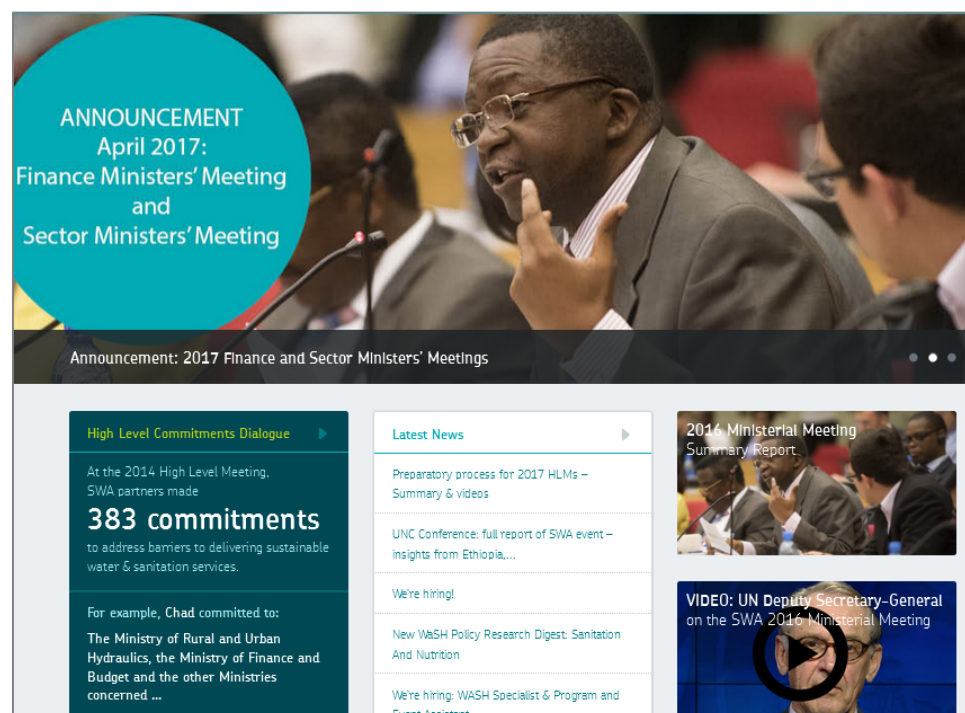 ANNOUNCEMENT
April 2017:
Finance Ministers' Meeting
and
Sector Ministers' Meeting
Announcement: 2017 Finance and Sector Ministers' Meetings
High Level Commitments Dialogue
At the 2014 High Level Meeting,
SWA partners made
383 commitments
to address barriers to delivering sustainable
water & sanitation services.
For example, Chad committed to:
The Ministry of Rural and Urban
Hydraulics, the Ministry of Finance and
Budget and the other Ministries
concerned ...
Latest News
Preparatory process for 2017 HLMs –
Summary & videos
UNC Conference: full report of SWA event –
insights from Ethiopia,...
We're hiring!
New WaSH Policy Research Digest: Sanitation
And Nutrition
We're hiring: WASH Specialist & Program and
Event Assistant
2016 Ministerial Meeting
Summary Report
VIDEO: UN Deputy Secretary-General
on the SWA 2016 Ministerial Meeting